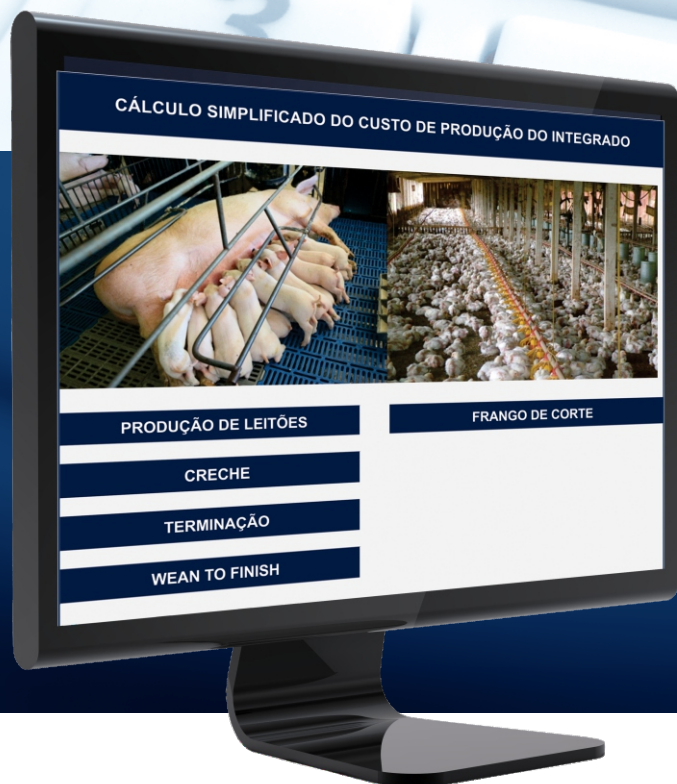 CÁLCULO SIMPLIFICADO DO CUSTO DE PRODUÇÃO DO INTEGRADO
PRODUÇÃO DE LEITÕES
CRECHE
TERMINAÇÃO
WEAN TO FINISH
FRANGO DE CORTE